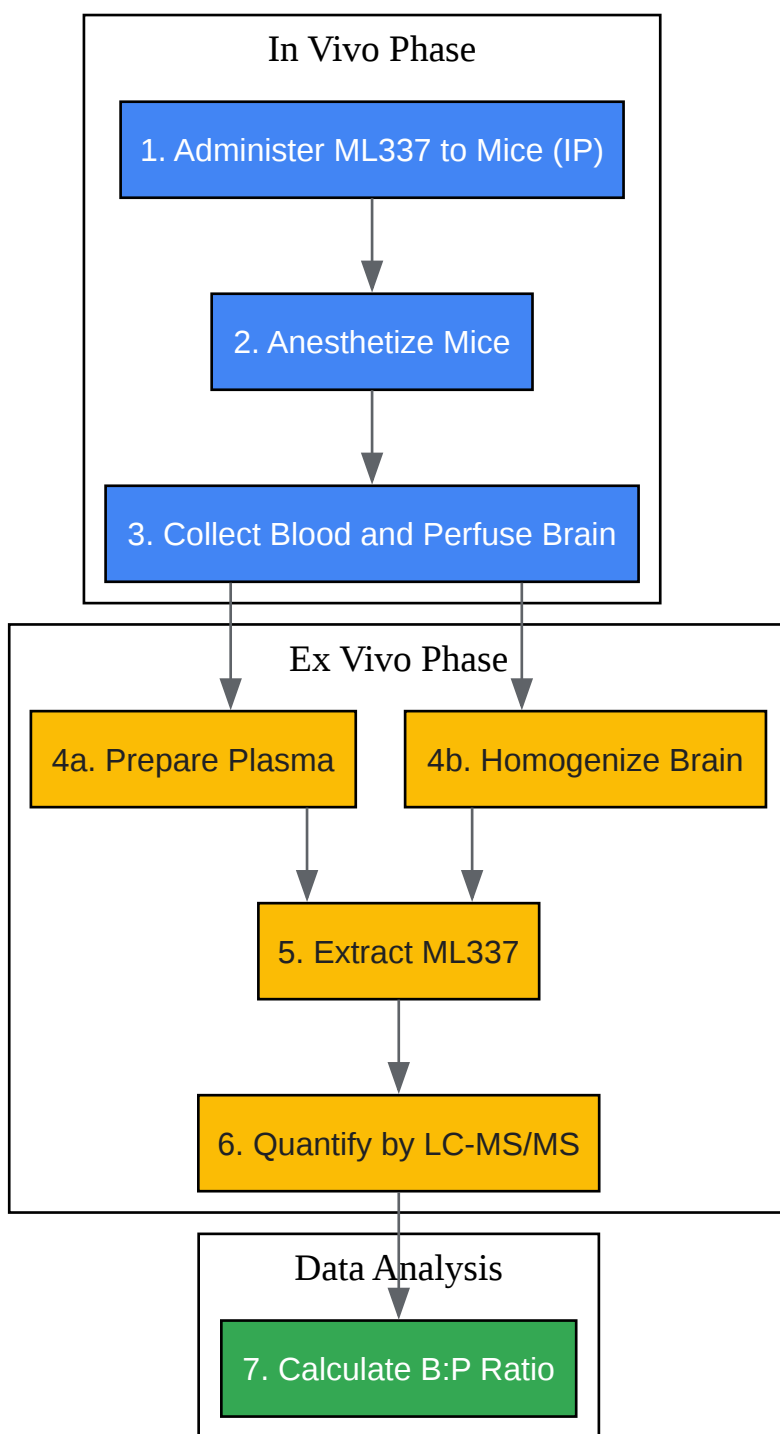 In Vivo Phase
1. Administer ML337 to Mice (IP)
2. Anesthetize Mice
3. Collect Blood and Perfuse Brain
Ex Vivo Phase
4a. Prepare Plasma
4b. Homogenize Brain
5. Extract ML337
6. Quantify by LC-MS/MS
Data Analysis
7. Calculate B:P Ratio